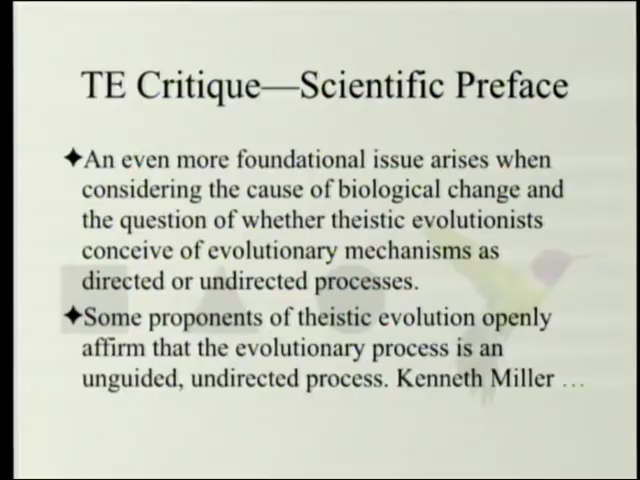 TE Critique—Scientific Preface
✦An even more foundational issue arises when
considering the cause of biological change and
the question of whether theistic evolutionists
conceive of evolutionary mechanisms as
directed or undirected processes.
✦Some proponents of theistic evolution openly
affirm that the evolutionary process is an
unguided, undirected process. Kenneth Miller …